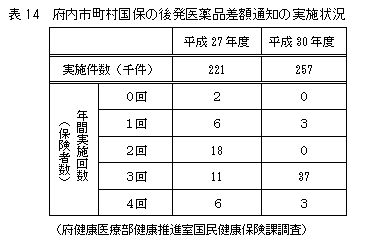 表14　府内市町村国保の後発医薬品差額通知の実施状況
平成27年度 平成30年度
実施件数（千件） 221 257
年間実施回数（保険者数）
0回 2 0
1回 6 3
2回 18 0
3回 11 37
4回 6 3
（府健康医療部健康推進室国民健康保険課調査）